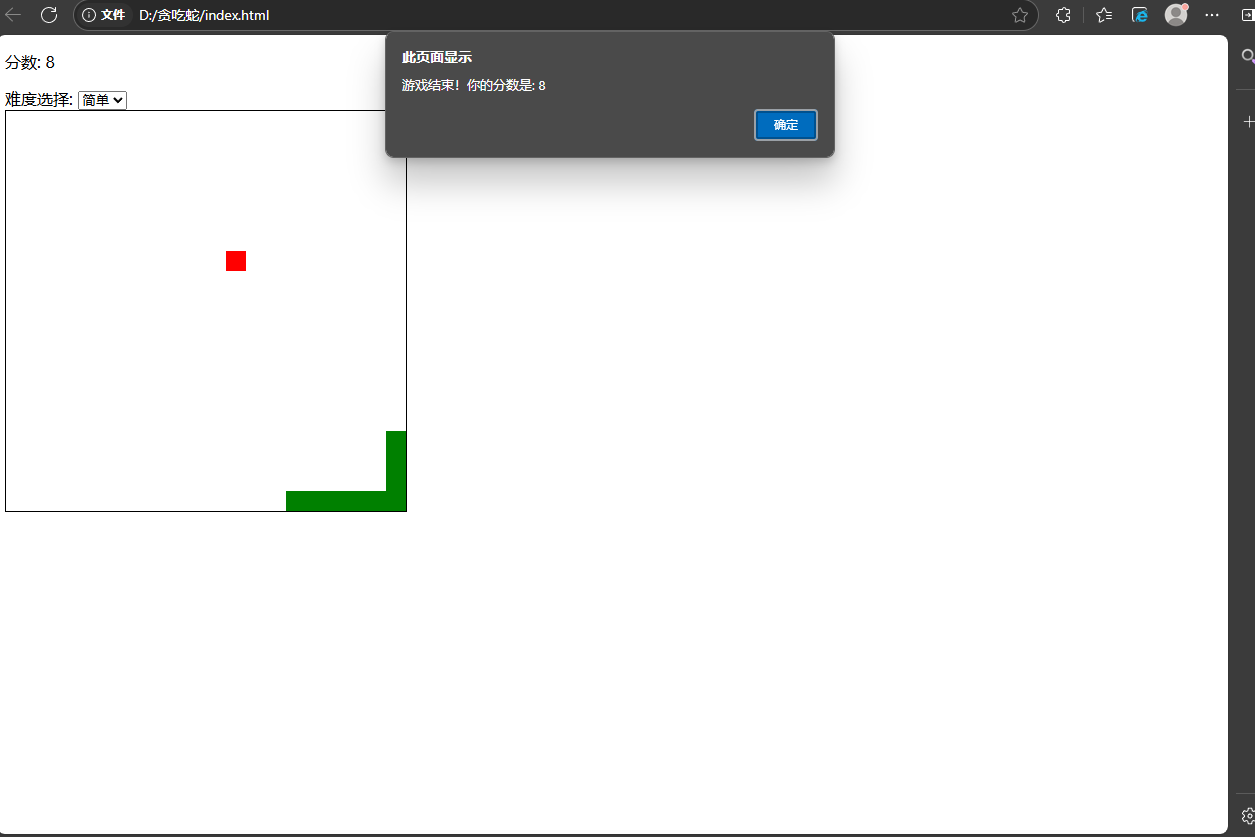 文件 D:/贪吃蛇/index.html
此页面显示
游戏结束！你的分数是: 8
确定
分数: 8
难度选择: 简单